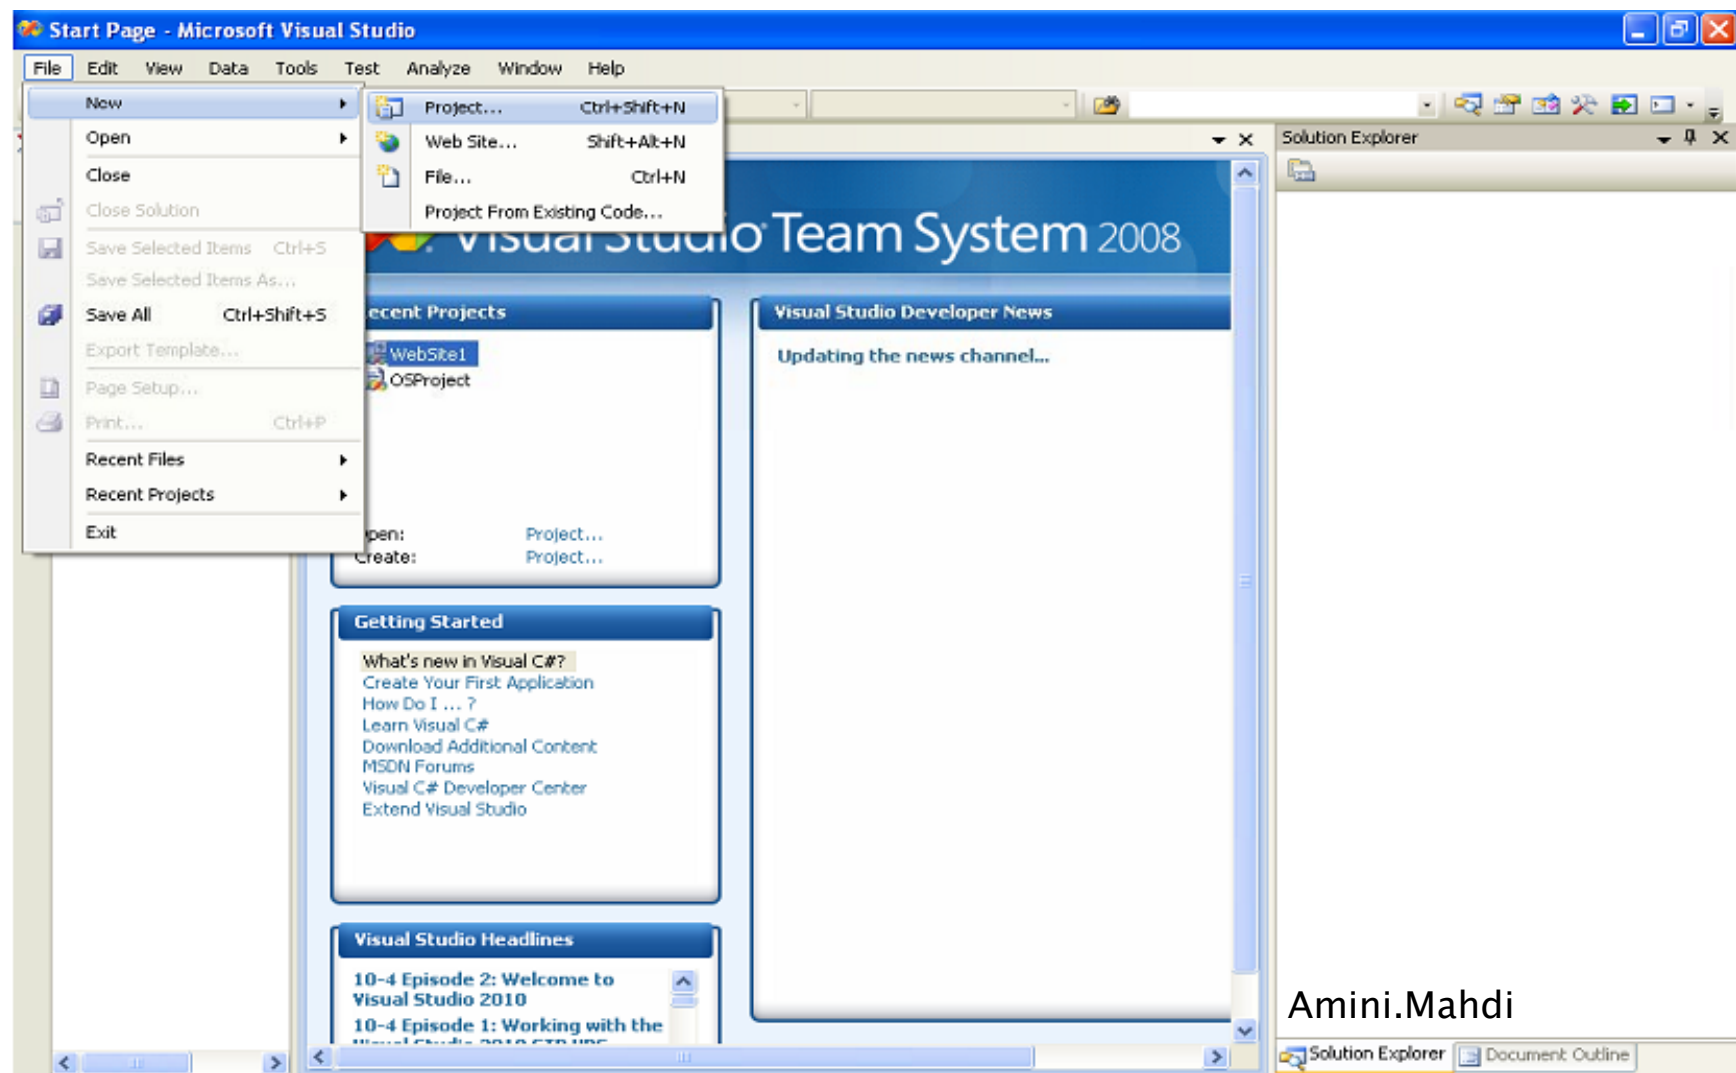 Start Page - Microsoft Visual Studio
File Edit View Data Tools Test Analyze Window Help
New
Open
Close
Close Solution
Save Selected Items Ctrl+S
Save Selected Items As...
Save All Ctrl+Shift+S
Export Template...
Page Setup...
Print... Ctrl+P
Recent Files
Recent Projects
Exit
Project... Ctrl+Shift+N
Web Site... Shift+Alt+N
File... Ctrl+N
Project From Existing Code...
Visual Studio Team System 2008
ecent Projects
WebSite1
OSProject
pen: Project...
Create: Project...
Getting Started
What's new in Visual C#?
Create Your First Application
How Do I ... ?
Learn Visual C#
Download Additional Content
MSDN Forums
Visual C# Developer Center
Extend Visual Studio
Visual Studio Headlines
10-4 Episode 2: Welcome to
Visual Studio 2010
10-4 Episode 1: Working with the
Visual Studio Developer News
Updating the news channel...
Solution Explorer
Amini.Mahdi
Solution Explorer Document Outline